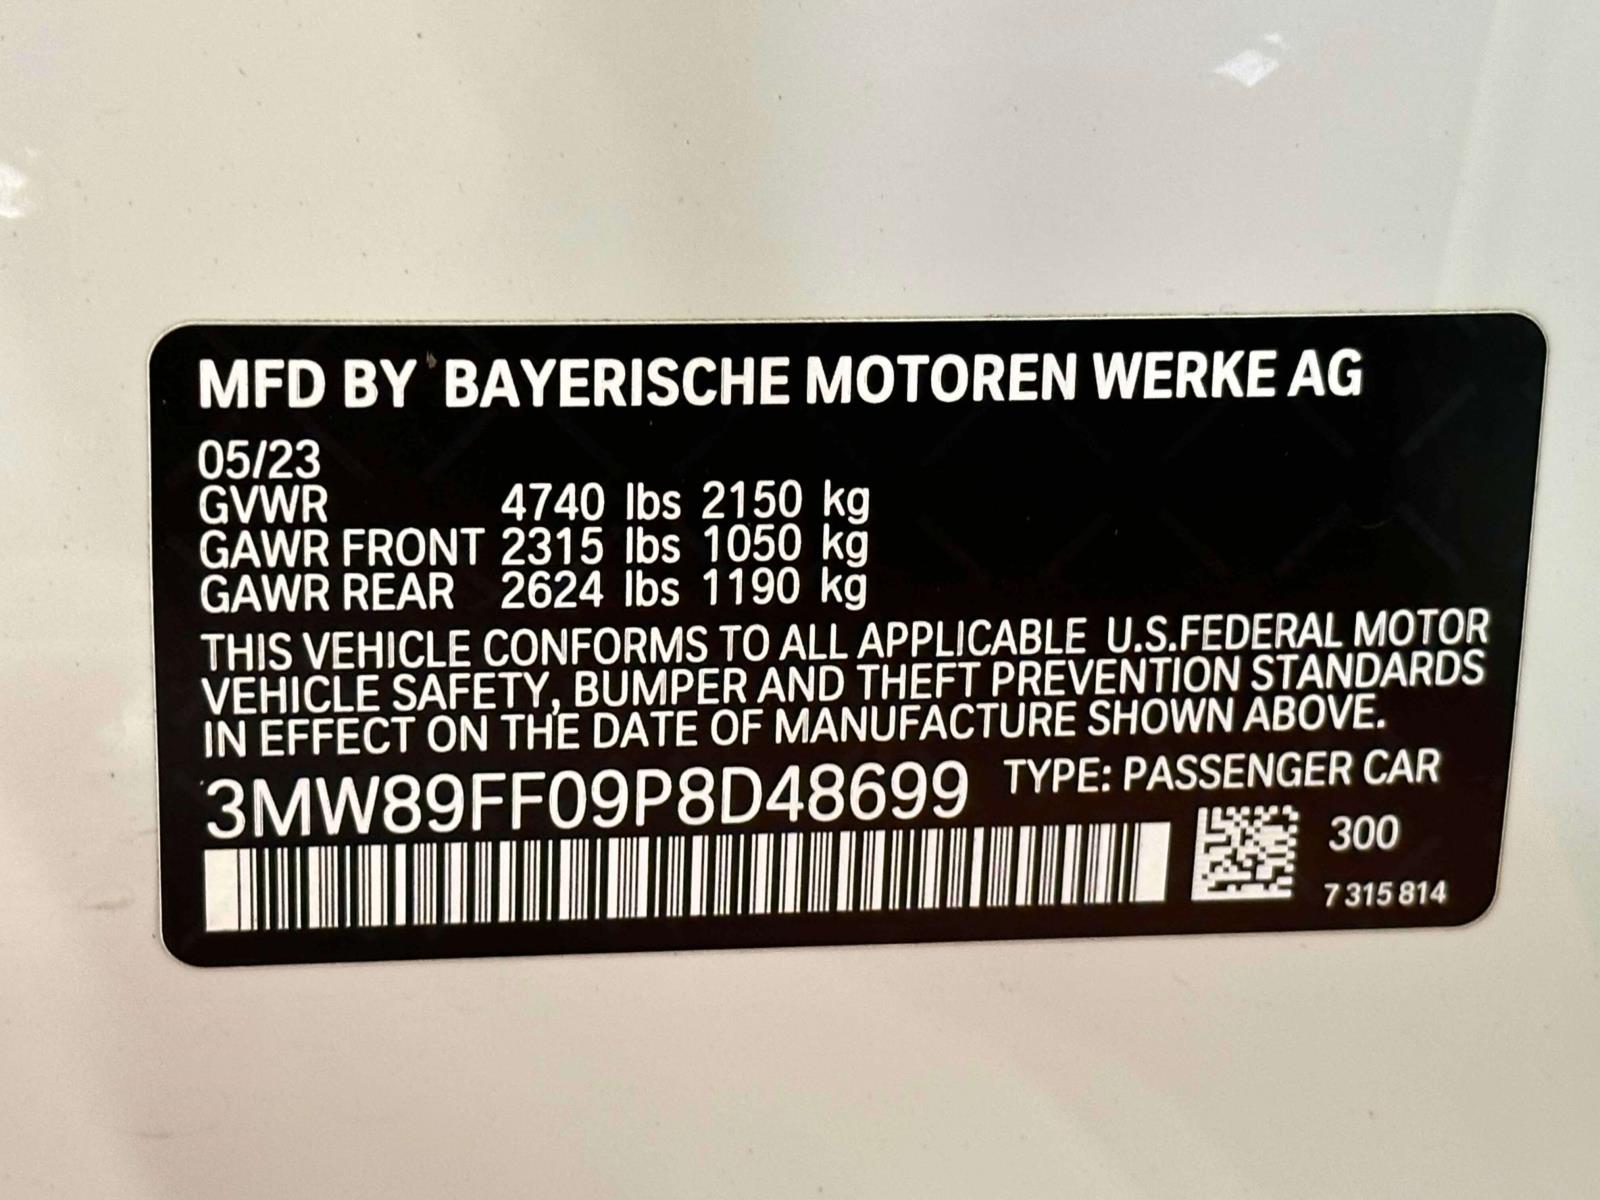 MFD BY BAYERISCHE MOTOREN WERKE AG
05/23
GVWR 4740 lbs 2150 kg
GAWR FRONT 2315 lbs 1050 kg
GAWR REAR 2624 lbs 1190 kg
THIS VEHICLE CONFORMS TO ALL APPLICABLE U.S.FEDERAL MOTOR
VEHICLE SAFETY, BUMPER AND THEFT PREVENTION STANDARDS
IN EFFECT ON THE DATE OF MANUFACTURE SHOWN ABOVE.
3MW89FF09P8D48699 TYPE: PASSENGER CAR
300
7 315 814